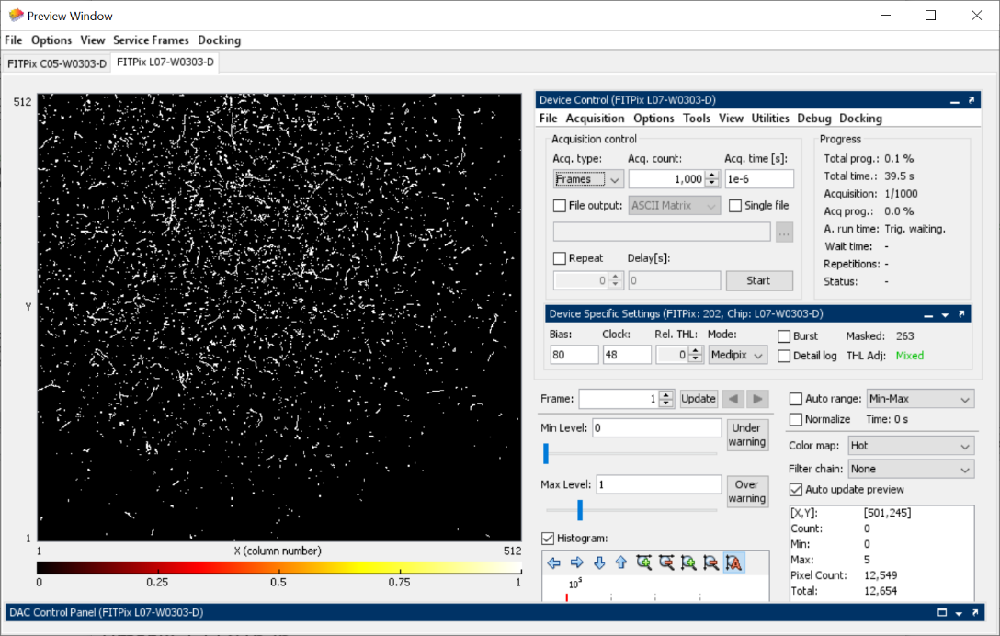 Preview Window
File Options View Service Frames Docking
FITPix C05-W0303-D FITPix L07-W0303-D
512
Y
1
1 X (column number) 512
0 0.25 0.5 0.75 1
Device Control (FITPix L07-W0303-D)
File Acquisition Options Tools View Utilities Debug Docking
Acquisition control
Acq. type: Acq. count: Acq. time [s]:
Frames 1,000 1e-6
File output: ASCII Matrix Single file
...
Repeat Delay[s]:
0 0 Start
Progress
Total prog.: 0.1 %
Total time.: 39.5 s
Acquisition: 1/1000
Acq prog.: 0.0 %
A. run time: Trig. waiting.
Wait time: -
Repetitions: -
Status: -
Device Specific Settings (FITPix: 202, Chip: L07-W0303-D)
Bias: Clock: Rel. THL: Mode: Burst Masked: 263
80 48 0 Medipix Detail log THL Adj: Mixed
Frame: 1 Update
Min Level: 0 Under warning
Max Level: 1 Over warning
Histogram:
10⁵
Auto range: Min-Max
Normalize Time: 0 s
Color map: Hot
Filter chain: None
Auto update preview
[X,Y]: [501,245]
Count: 0
Min: 0
Max: 5
Pixel Count: 12,549
Total: 12,654
DAC Control Panel (FITPix L07-W0303-D)